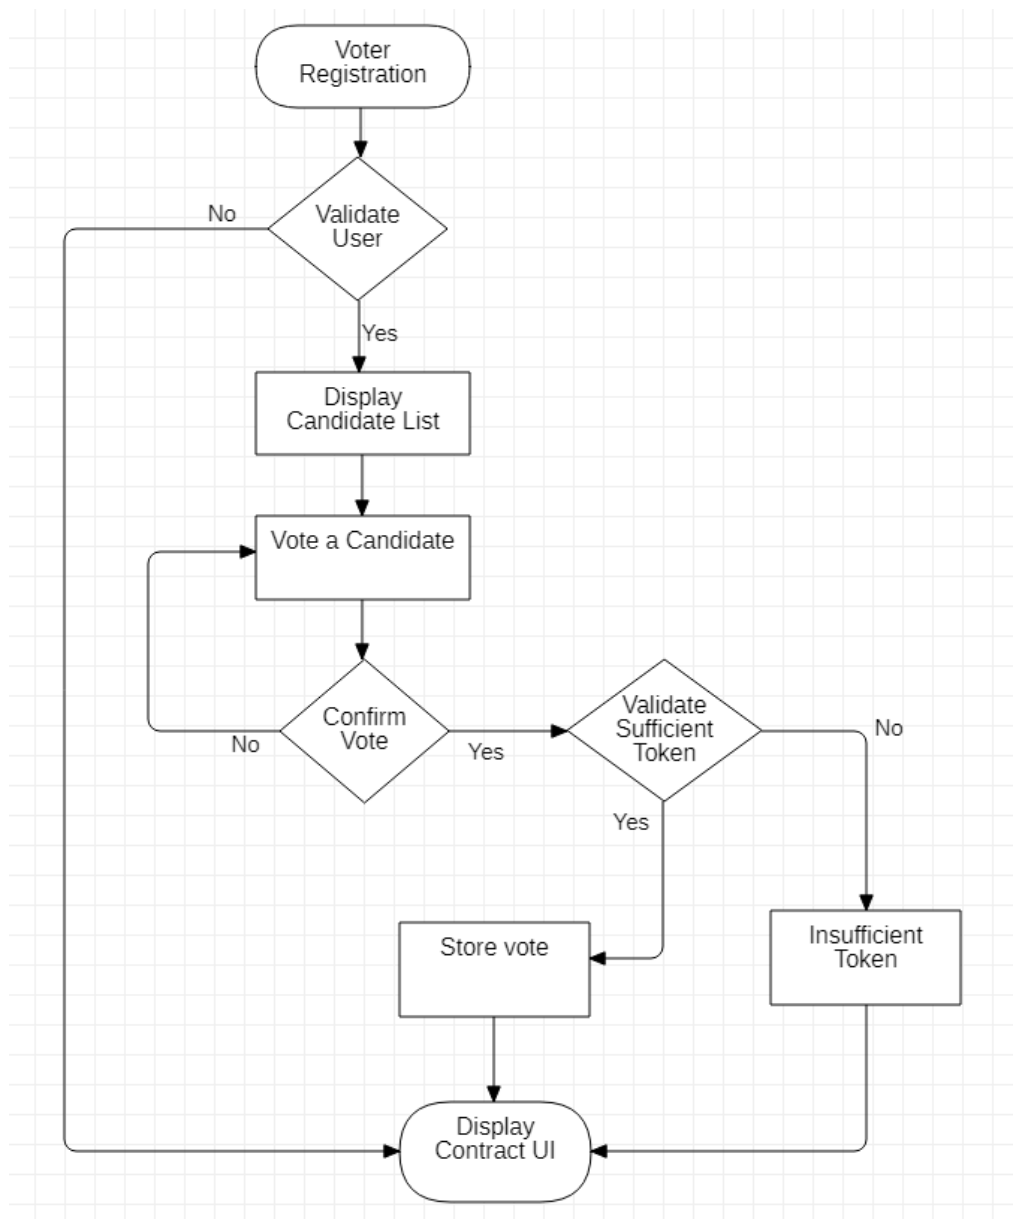 Voter
Registration
No
Validate
User
Yes
Display
Candidate List
Vote a Candidate
Confirm
Vote
No
Yes
Validate
Sufficient
Token
No
Yes
Store vote
Insufficient
Token
Display
Contract UI